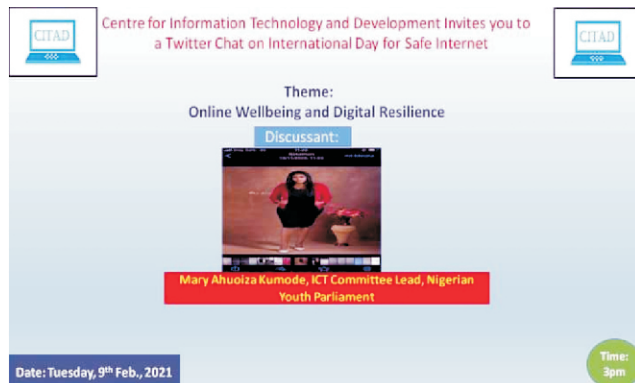 CITAD
Centre for Information Technology and Development Invites you to
a Twitter Chat on International Day for Safe Internet
CITAD
Theme:
Online Wellbeing and Digital Resilience
Discussant:
Mary Ahuoiza Kumode, ICT Committee Lead, Nigerian
Youth Parliament
Date: Tuesday, 9th Feb., 2021
Time:
3pm